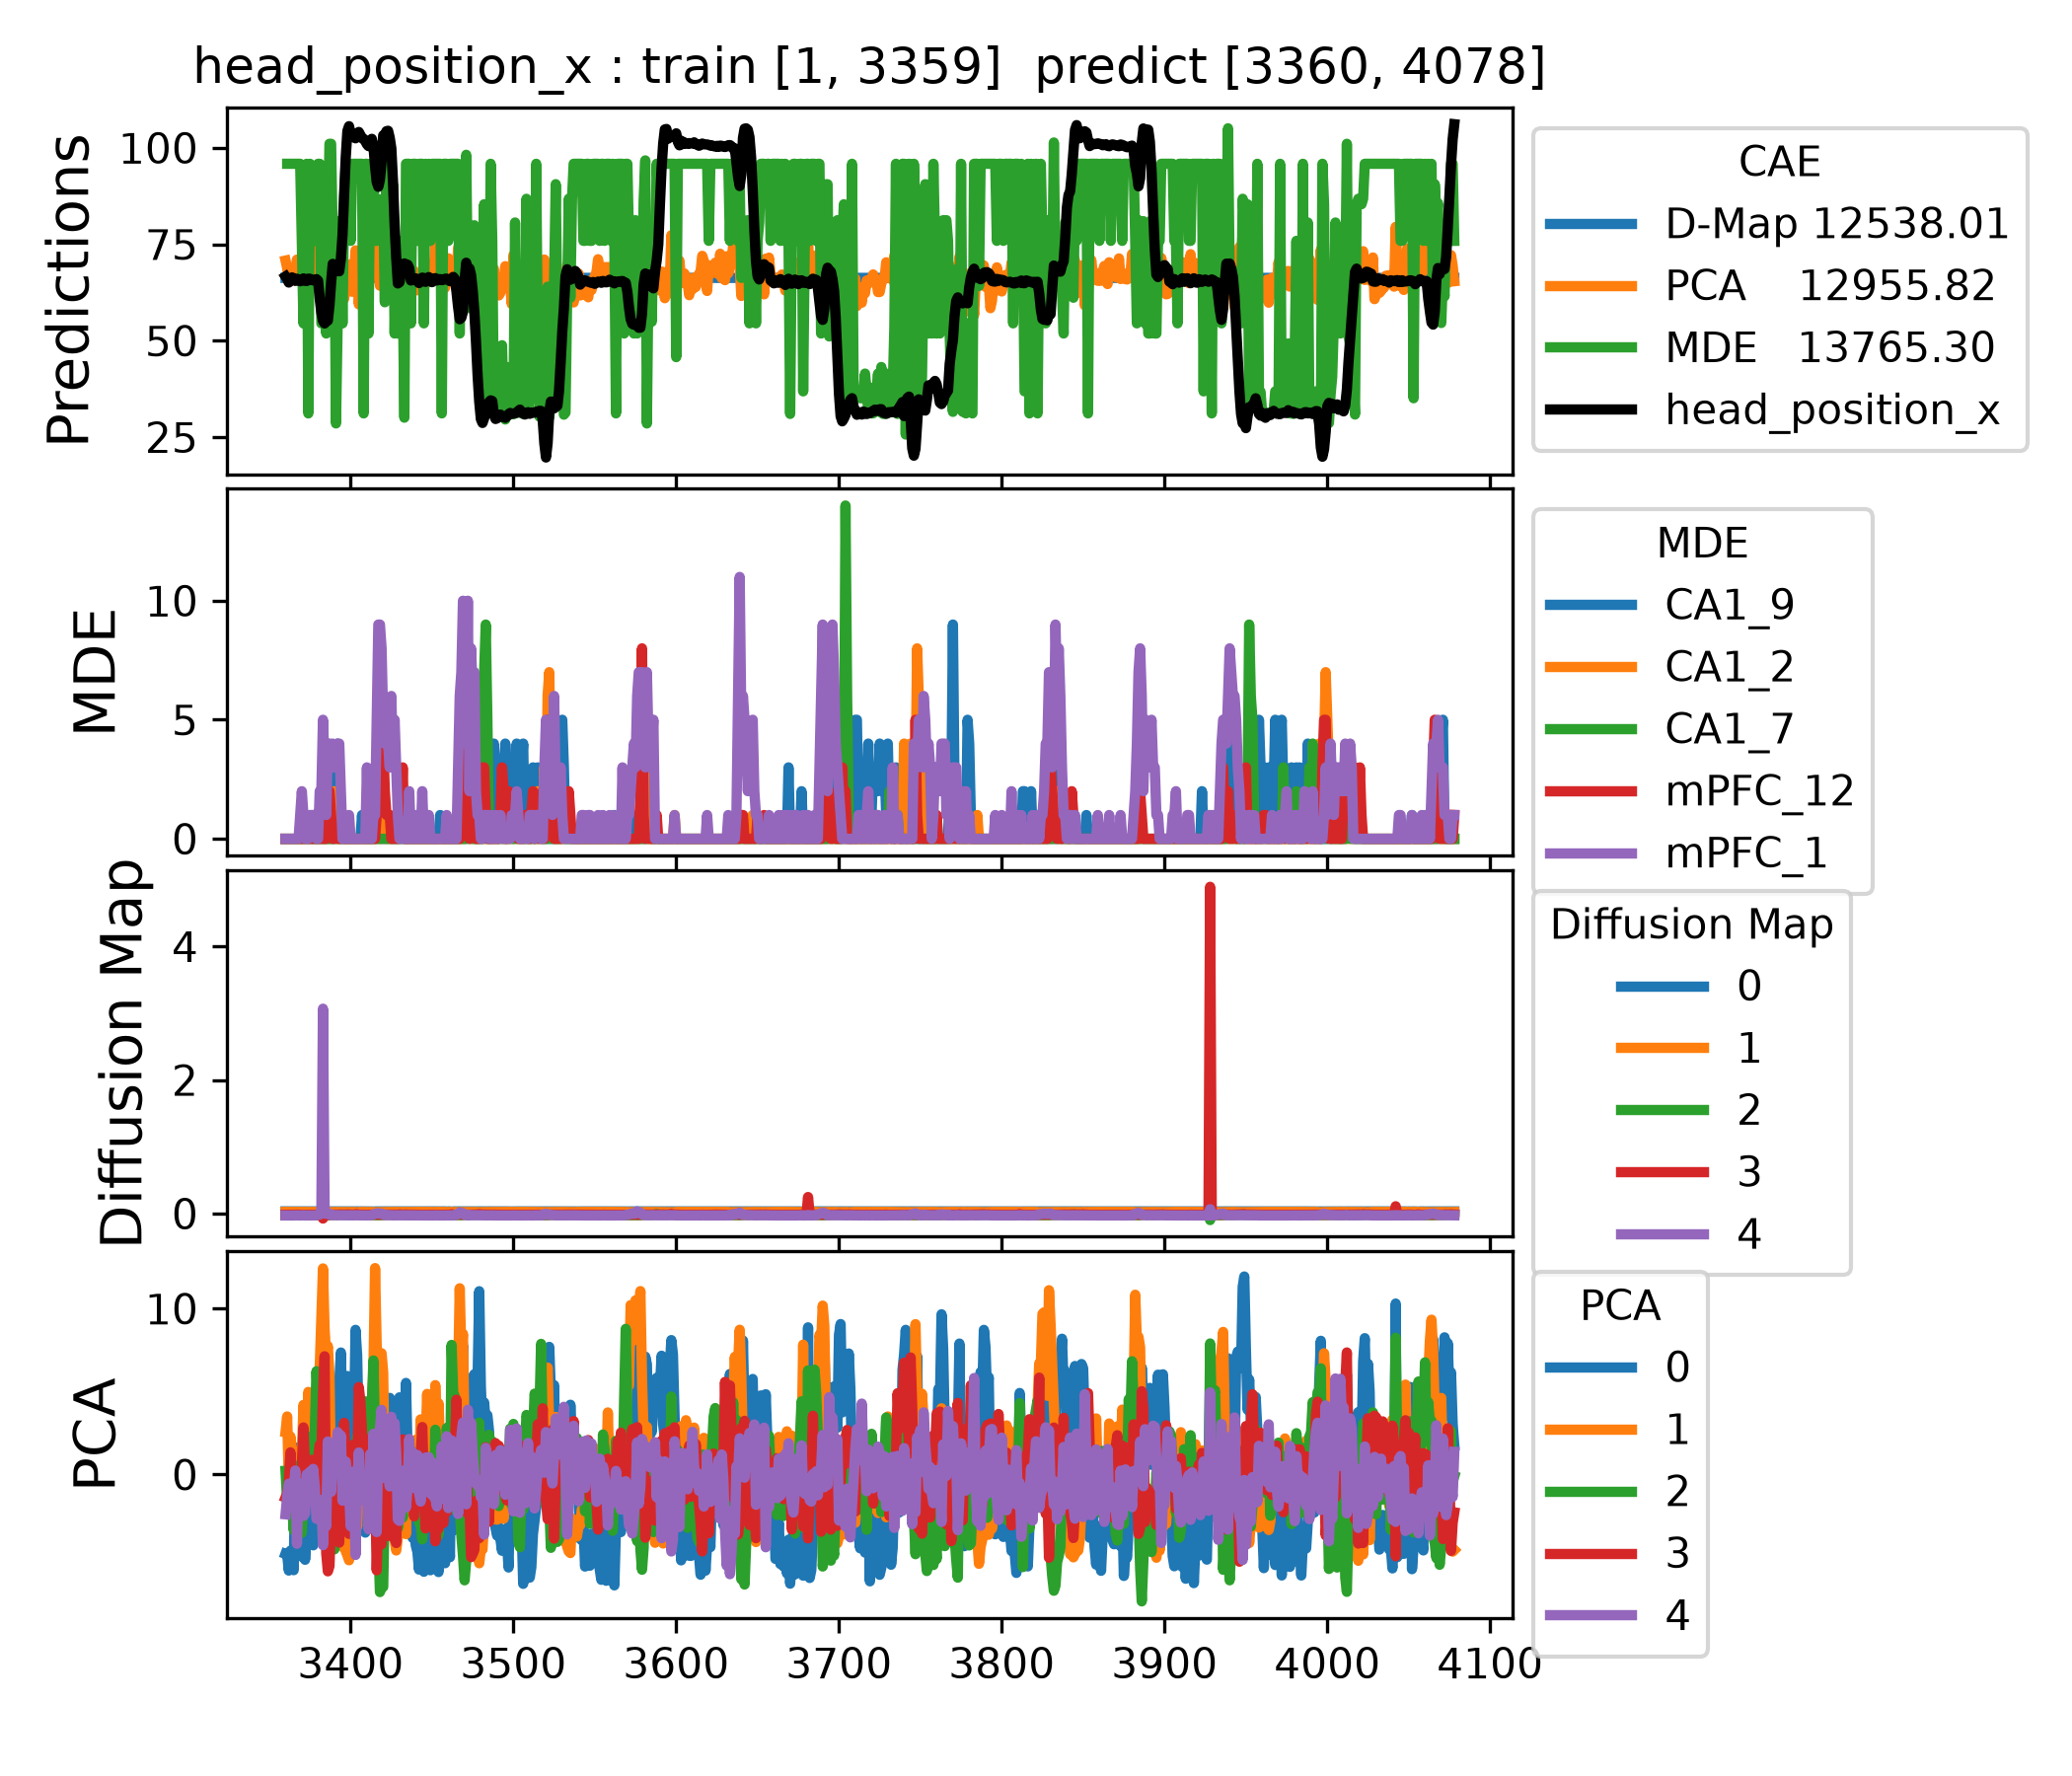 head_position_x : train [1, 3359]  predict [3360, 4078]
Predictions
100
75
50
25
CAE
D-Map 12538.01
PCA 12955.82
MDE 13765.30
head_position_x
MDE
10
5
0
MDE
CA1_9
CA1_2
CA1_7
mPFC_12
mPFC_1
Diffusion Map
4
2
0
Diffusion Map
0
1
2
3
4
PCA
10
0
PCA
0
1
2
3
4
3400 3500 3600 3700 3800 3900 4000 4100